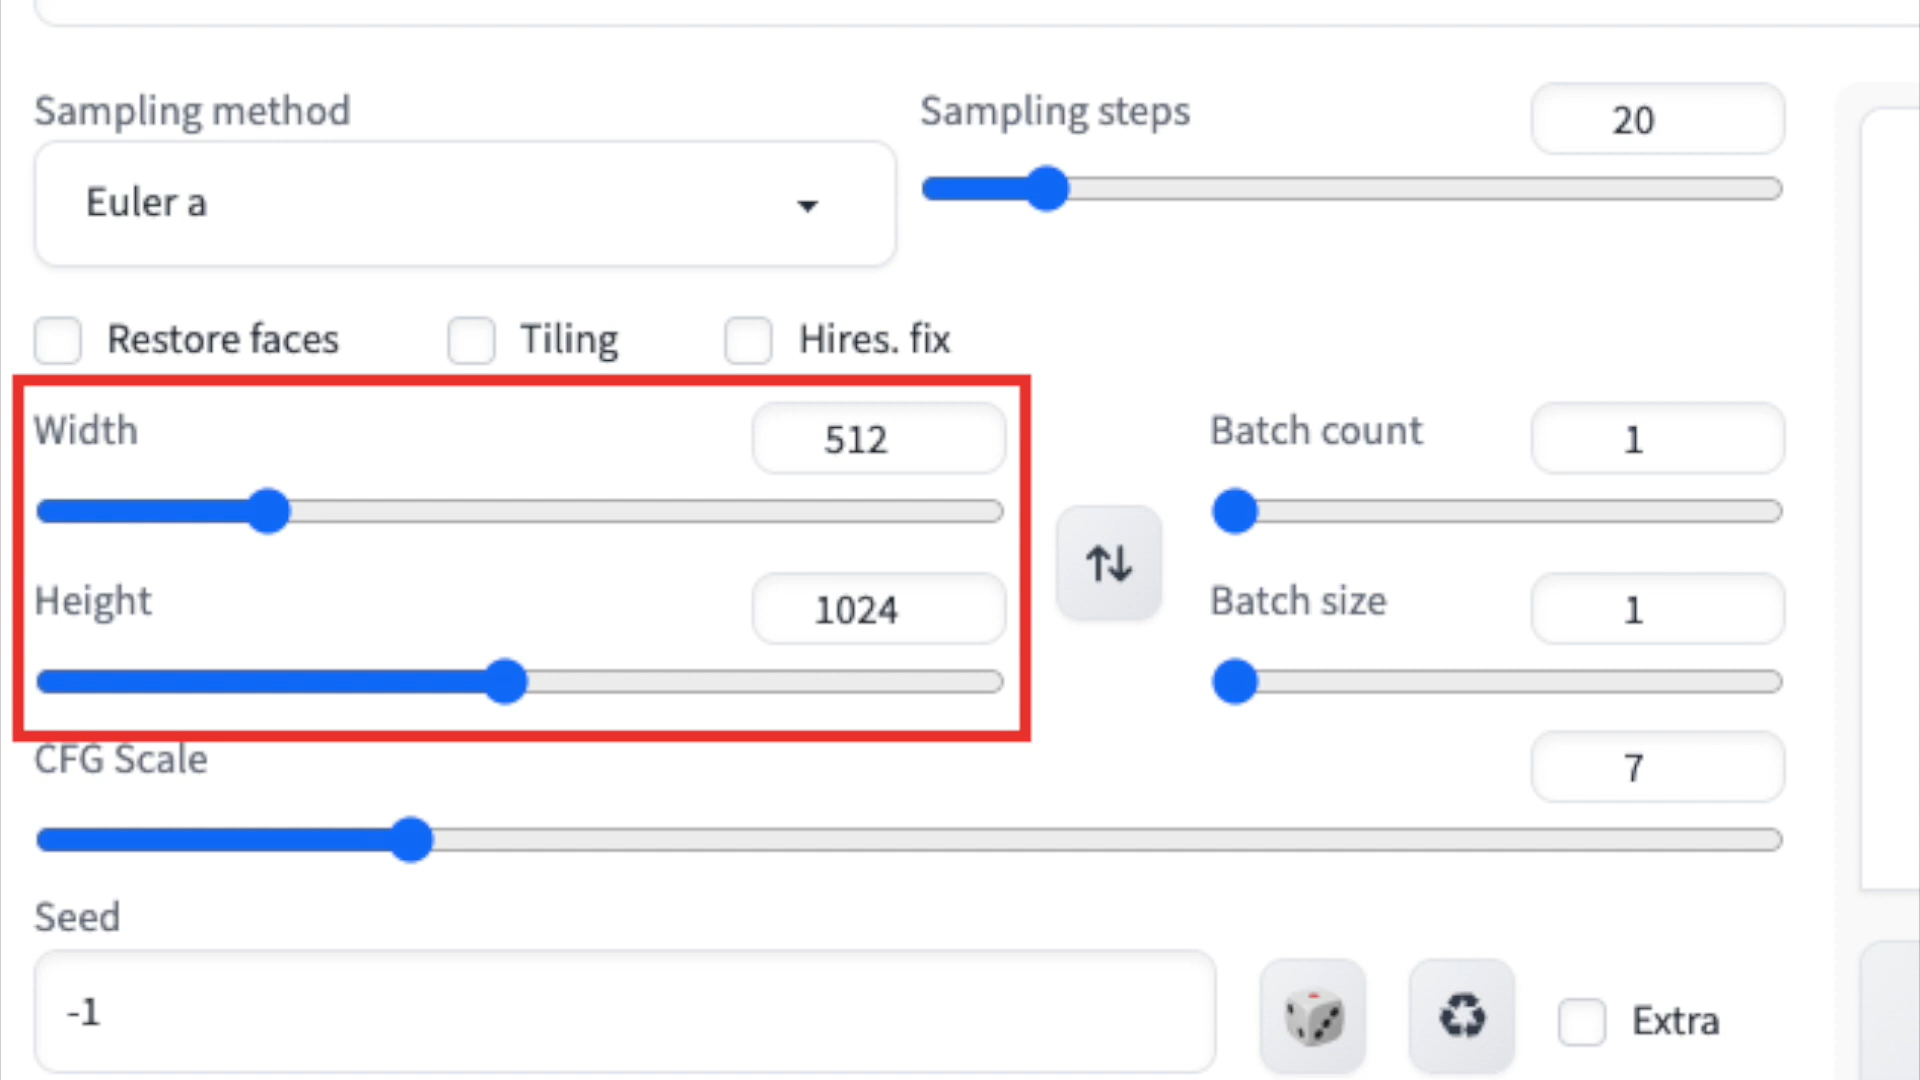 Sampling method
Euler a
Sampling steps
20
Restore faces
Tiling
Hires. fix
Width
512
Height
1024
Batch count
1
Batch size
1
CFG Scale
7
Seed
-1
Extra